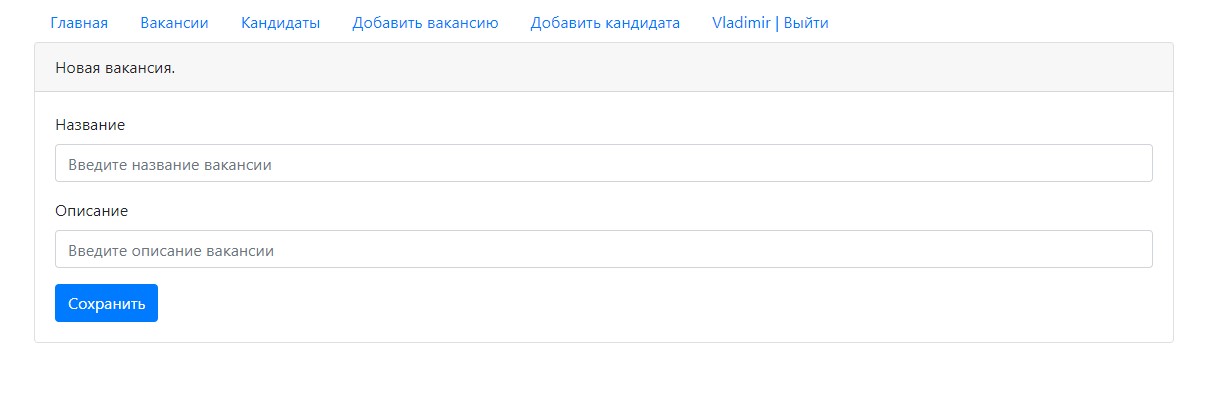 Главная Вакансии Кандидаты Добавить вакансию Добавить кандидата Vladimir | Выйти
Новая вакансия.
Название
Введите название вакансии
Описание
Введите описание вакансии
Сохранить